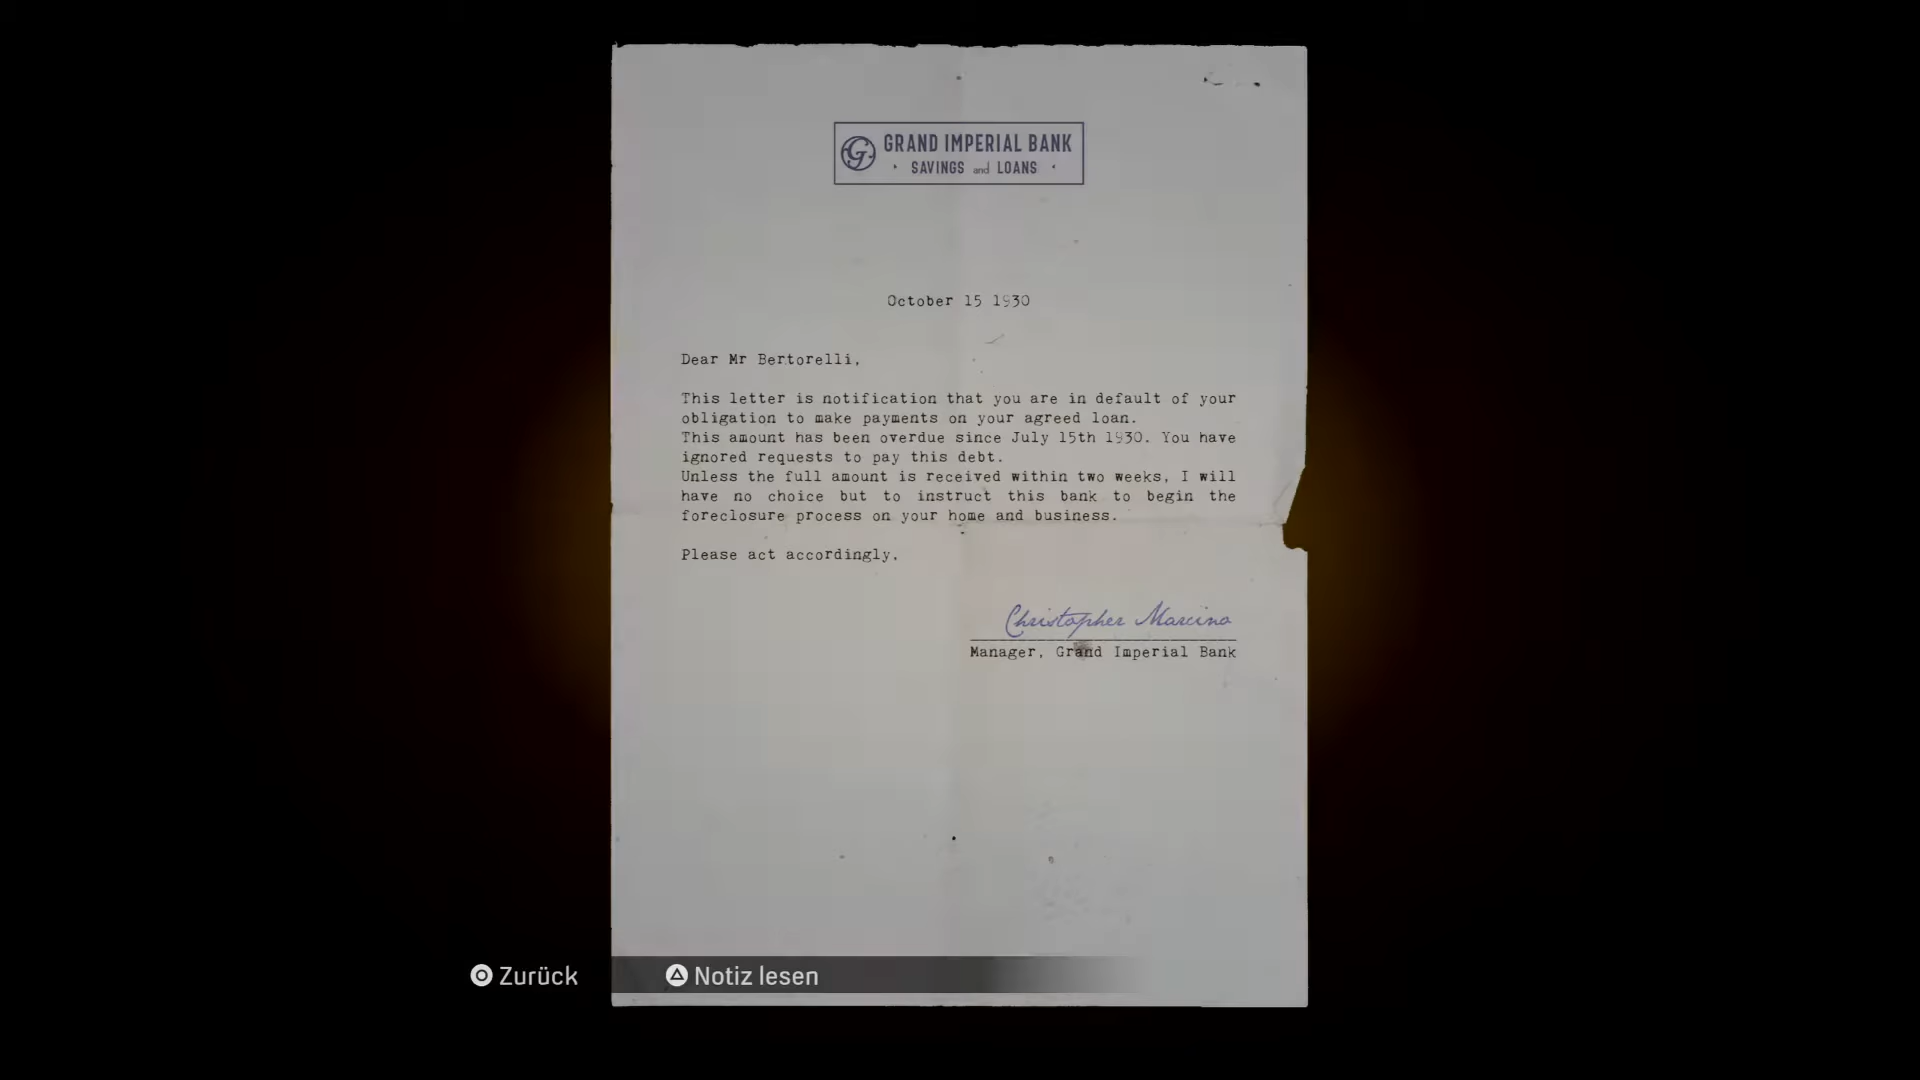 GRAND IMPERIAL BANK
SAVINGS and LOANS
October 15 1930
Dear Mr Bertorelli,
This letter is notification that you are in default of your
obligation to make payments on your agreed loan.
This amount has been overdue since July 15th 1930. You have
ignored requests to pay this debt.
Unless the full amount is received within two weeks, I will
have no choice but to instruct this bank to begin the
foreclosure process on your home and business.
Please act accordingly.
Christopher Marcino
Manager, Grand Imperial Bank
Zurück
Notiz lesen